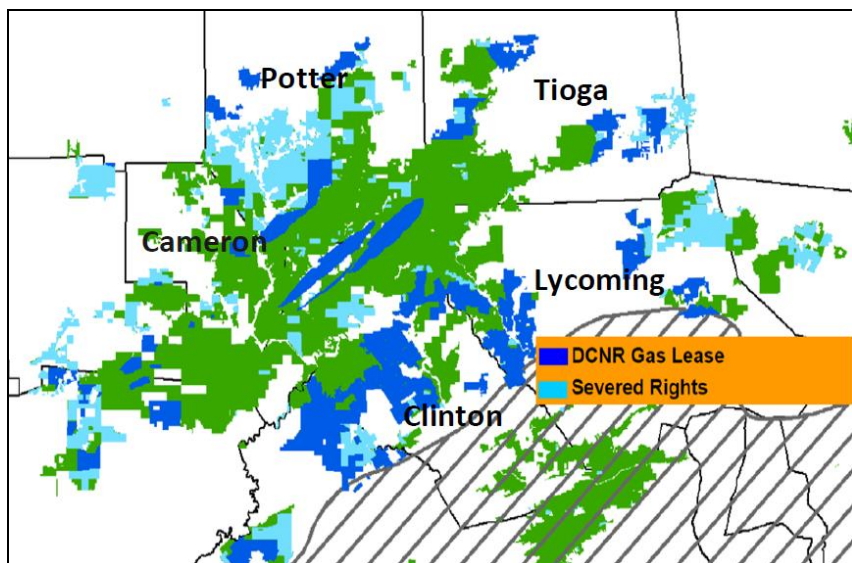 Potter
Tioga
Cameron
Lycoming
DCNR Gas Lease
Severed Rights
Clinton